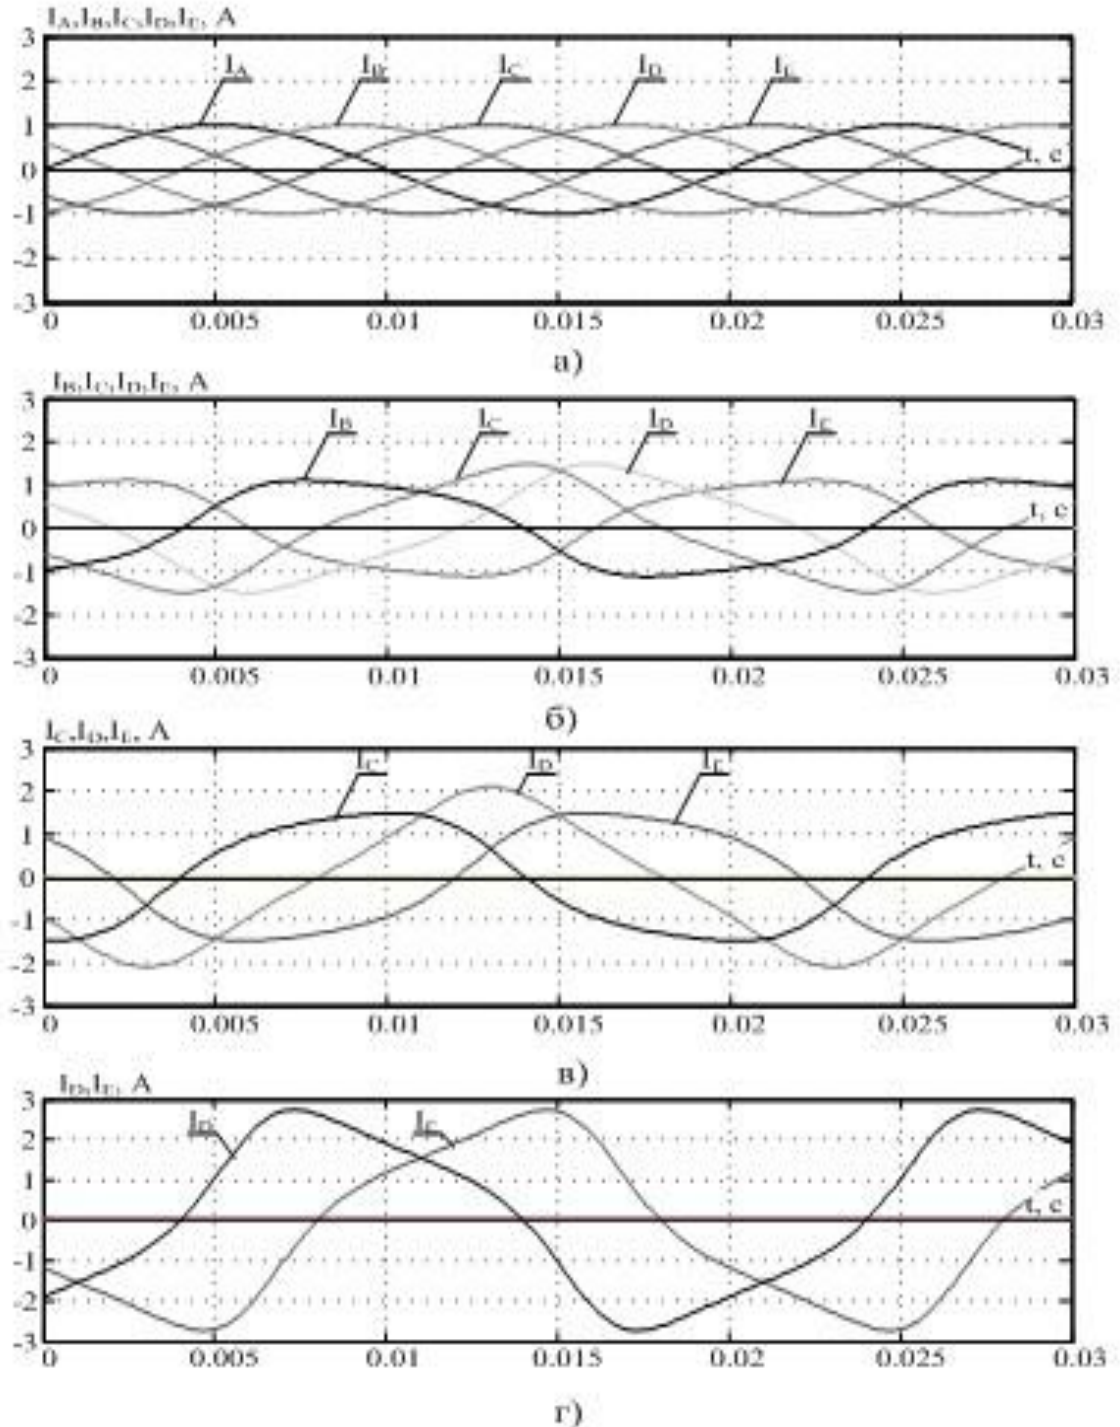 I_A,I_B,I_C,I_D,I_E, A
3
2
1
0
-1
-2
-3
I_A I_B I_C I_D I_E
t, c
0 0.005 0.01 0.015 0.02 0.025 0.03
а)
I_B,I_C,I_D,I_E, A
3
2
1
0
-1
-2
-3
I_B I_C I_D I_E
t, c
0 0.005 0.01 0.015 0.02 0.025 0.03
б)
I_C,I_D,I_E, A
3
2
1
0
-1
-2
-3
I_C I_D I_E
t, c
0 0.005 0.01 0.015 0.02 0.025 0.03
в)
I_D,I_E, A
3
2
1
0
-1
-2
-3
I_D I_E
t, c
0 0.005 0.01 0.015 0.02 0.025 0.03
г)